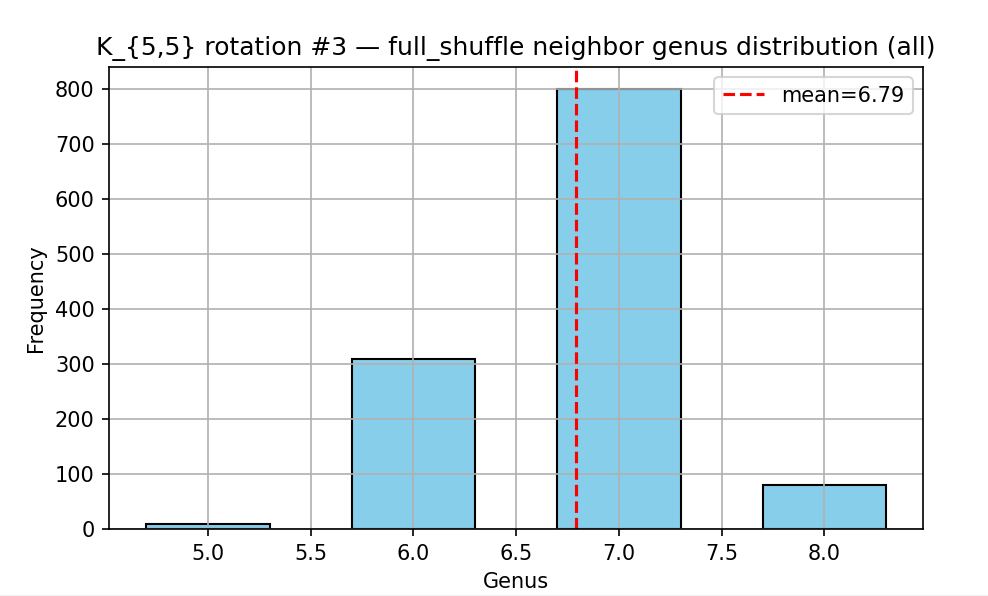 K_{5,5} rotation #3 — full_shuffle neighbor genus distribution (all)
mean=6.79
Frequency
800
700
600
500
400
300
200
100
0
5.0 5.5 6.0 6.5 7.0 7.5 8.0
Genus